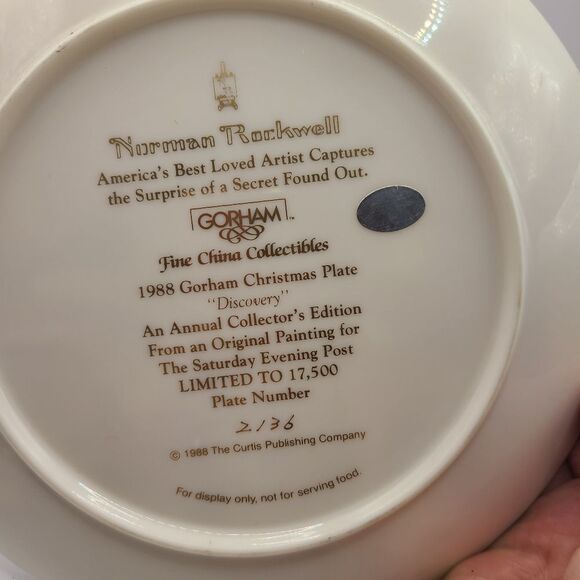 Norman Rockwell
America's Best Loved Artist Captures
the Surprise of a Secret Found Out.
GORHAM™
Fine China Collectibles
1988 Gorham Christmas Plate
"Discovery"
An Annual Collector's Edition
From an Original Painting for
The Saturday Evening Post
LIMITED TO 17,500
Plate Number
2136
© 1988 The Curtis Publishing Company
For display only, not for serving food.